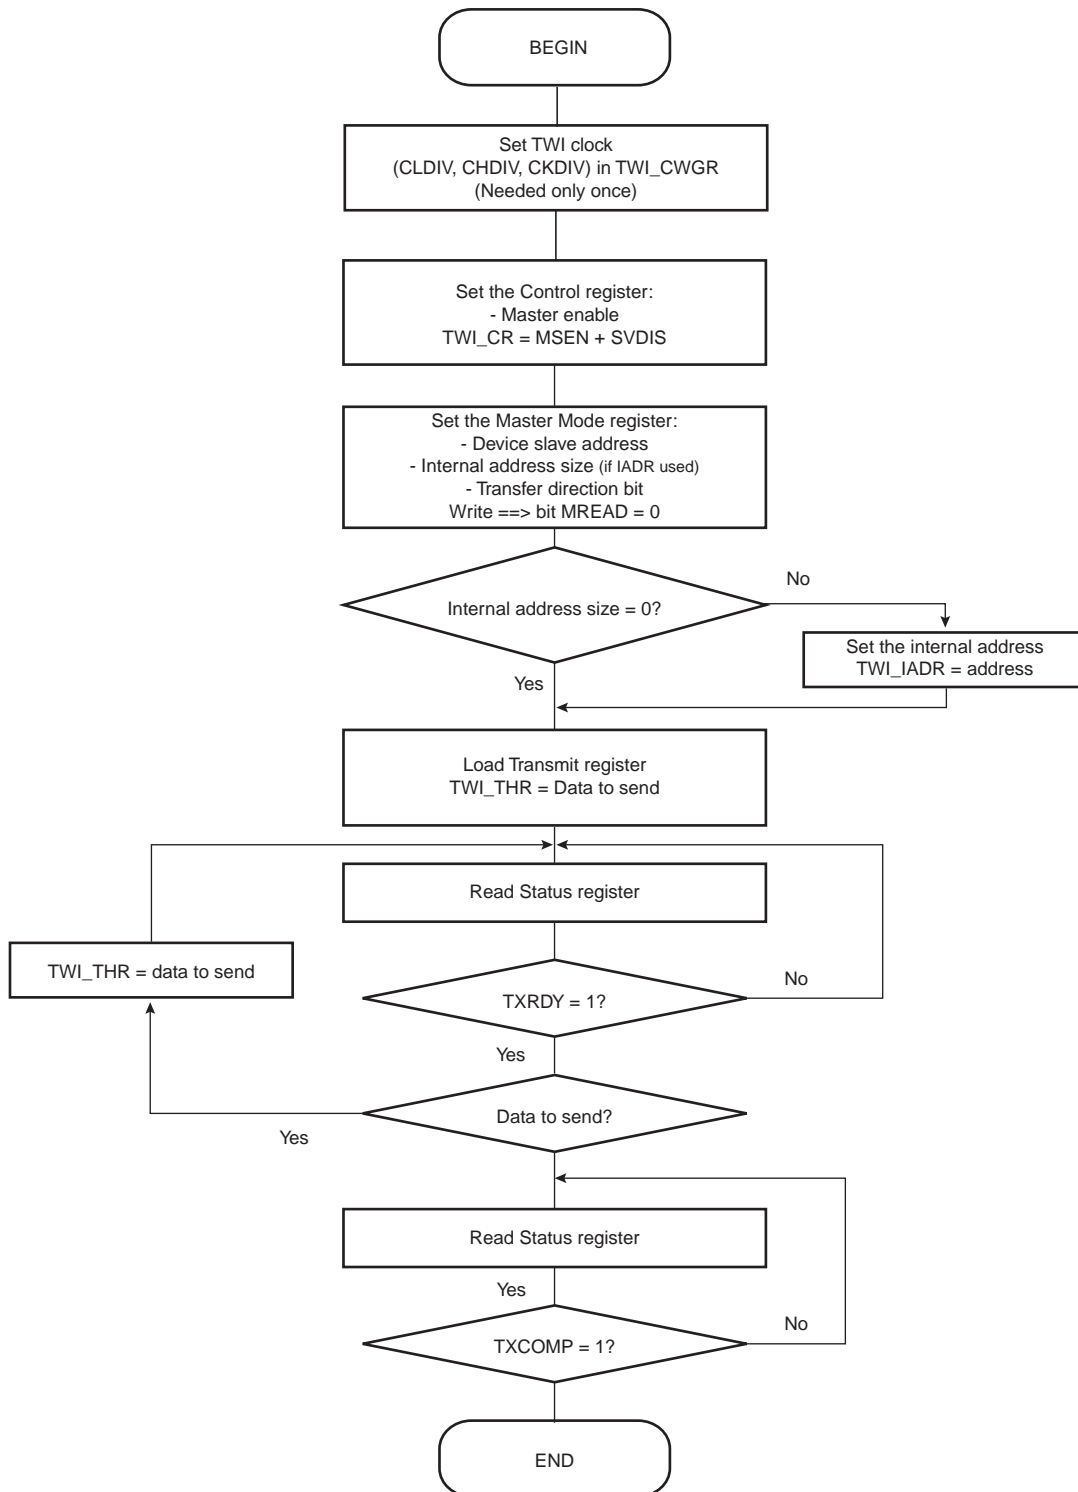 BEGIN
Set TWI clock
(CLDIV, CHDIV, CKDIV) in TWI_CWGR
(Needed only once)
Set the Control register:
- Master enable
TWI_CR = MSEN + SVDIS
Set the Master Mode register:
- Device slave address
- Internal address size (if IADR used)
- Transfer direction bit
Write ==> bit MREAD = 0
Internal address size = 0?
No
Set the internal address
TWI_IADR = address
Yes
Load Transmit register
TWI_THR = Data to send
Read Status register
TWI_THR = data to send
TXRDY = 1?
No
Yes
Data to send?
Yes
Read Status register
Yes
TXCOMP = 1?
No
END